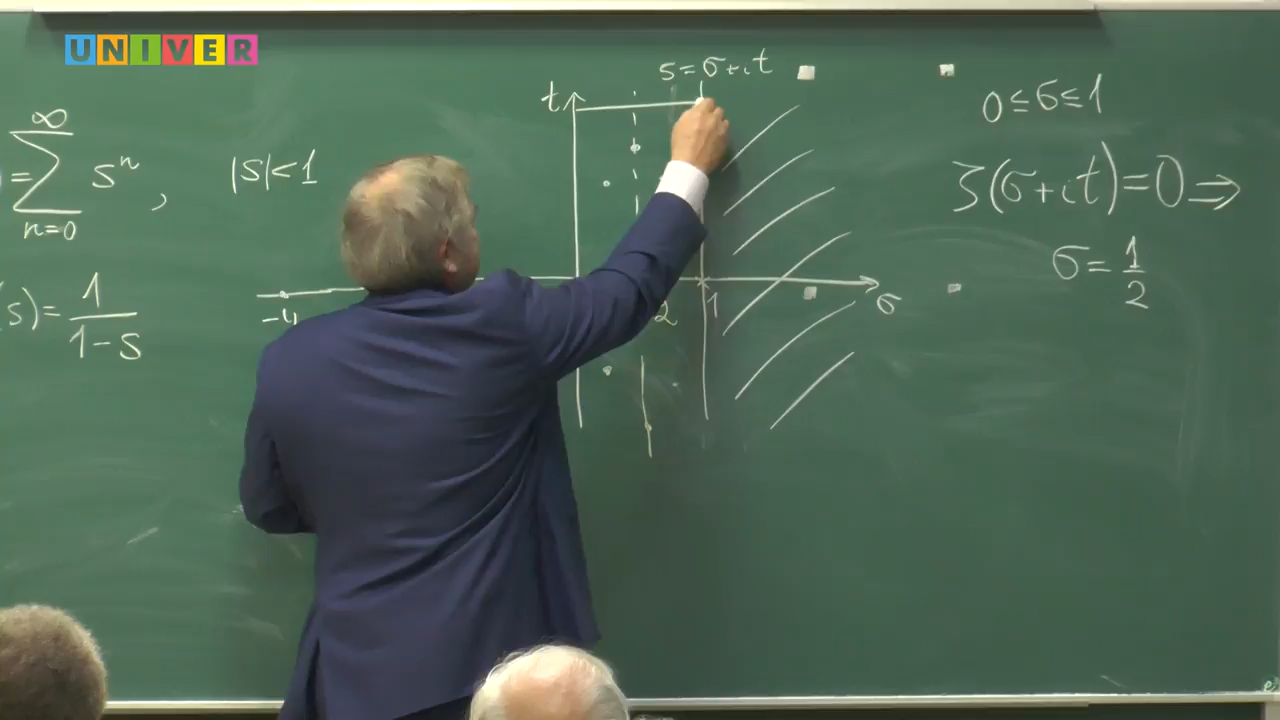 UNIVER
s=σ+it
t
0≤σ≤1
=∑_{n=0}^{∞} sⁿ, |s|<1
ζ(σ+it)=0⇒
σ=1/2
-4
2
1
σ
s)=1/(1-s)